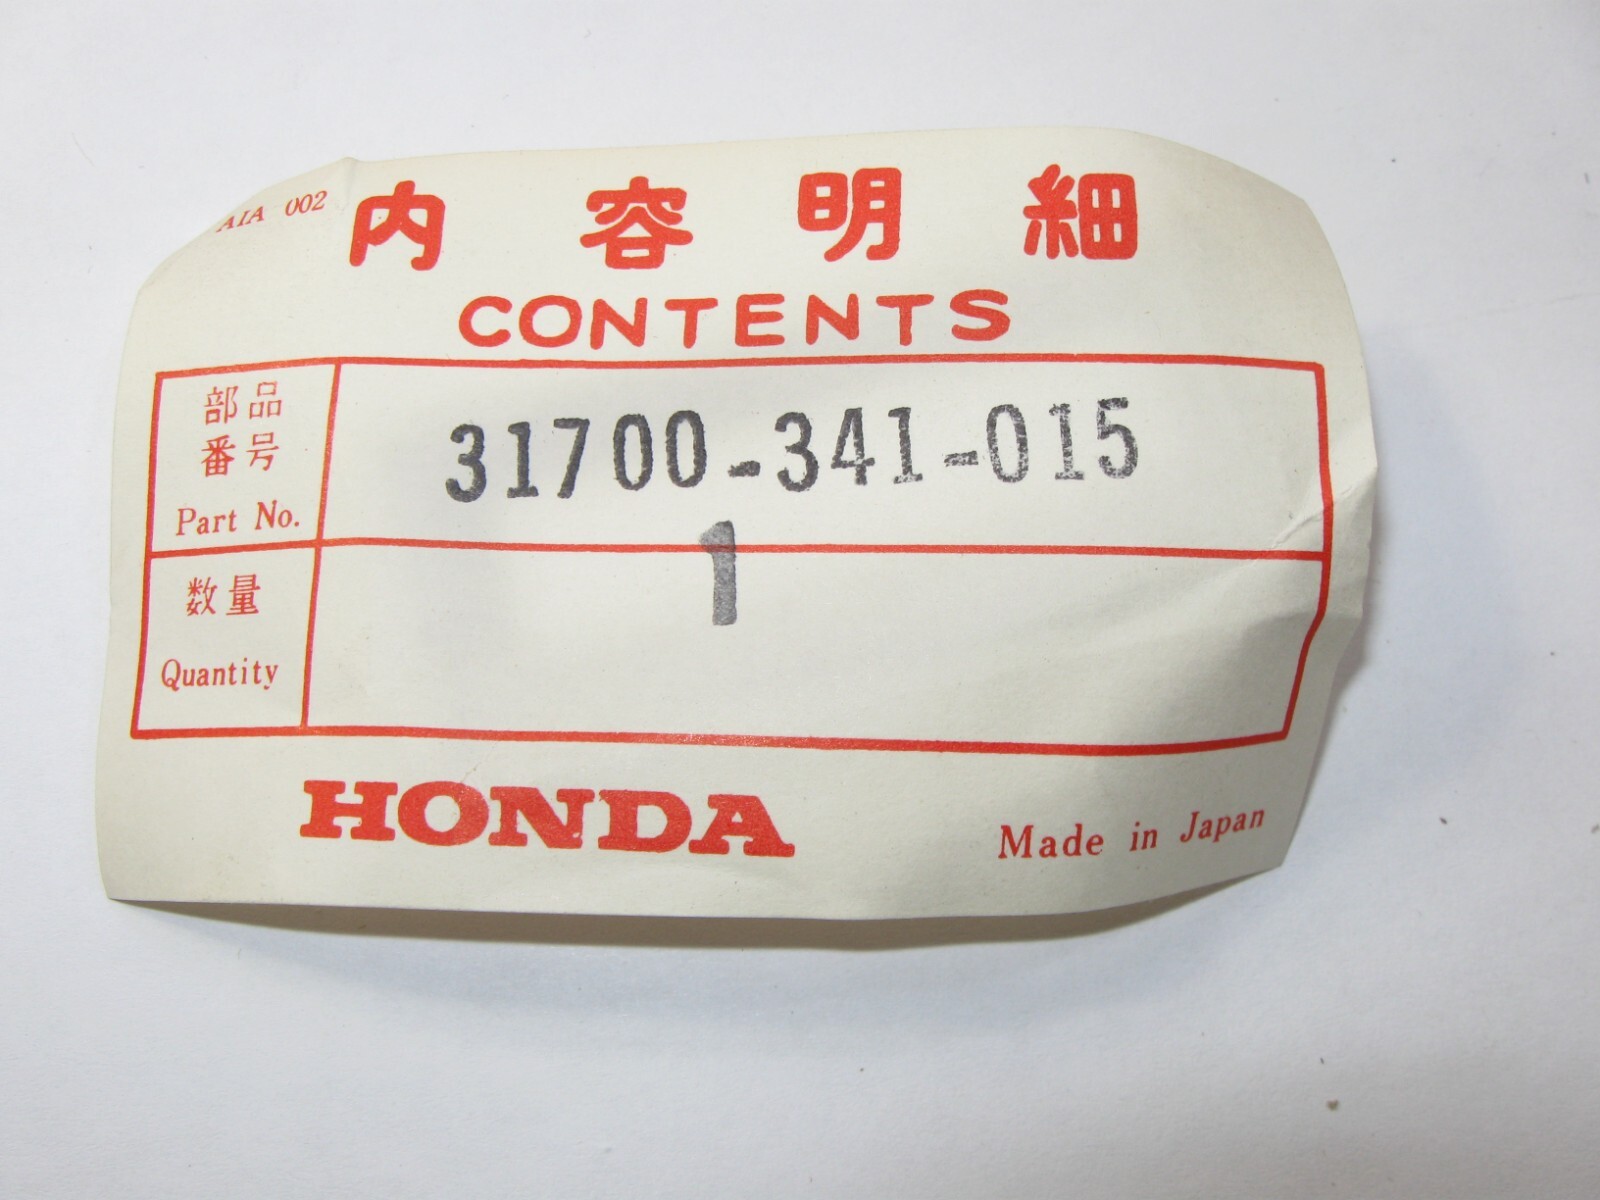 AIA 002
内容明細
CONTENTS
部品
番号
Part No.
31700-341-015
数量
Quantity
1
HONDA
Made in Japan